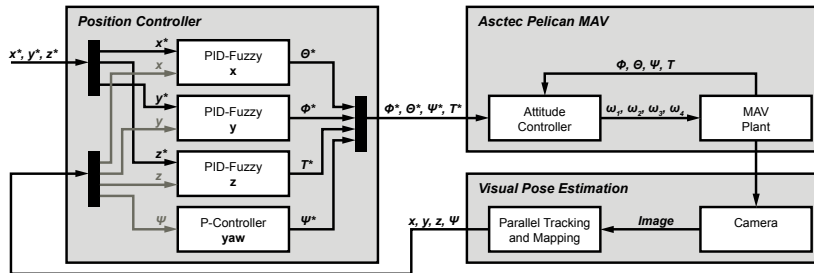 Position Controller
Asctec Pelican MAV
x*, y*, z*
x*
x
PID-Fuzzy
x
Θ*
y*
y
PID-Fuzzy
y
Φ*
z*
z
PID-Fuzzy
z
T*
Ψ
P-Controller
yaw
Ψ*
Φ*, Θ*, Ψ*, T*
Φ, Θ, Ψ, T
Attitude
Controller
ω1, ω2, ω3, ω4
MAV
Plant
Visual Pose Estimation
x, y, z, Ψ
Parallel Tracking
and Mapping
Image
Camera